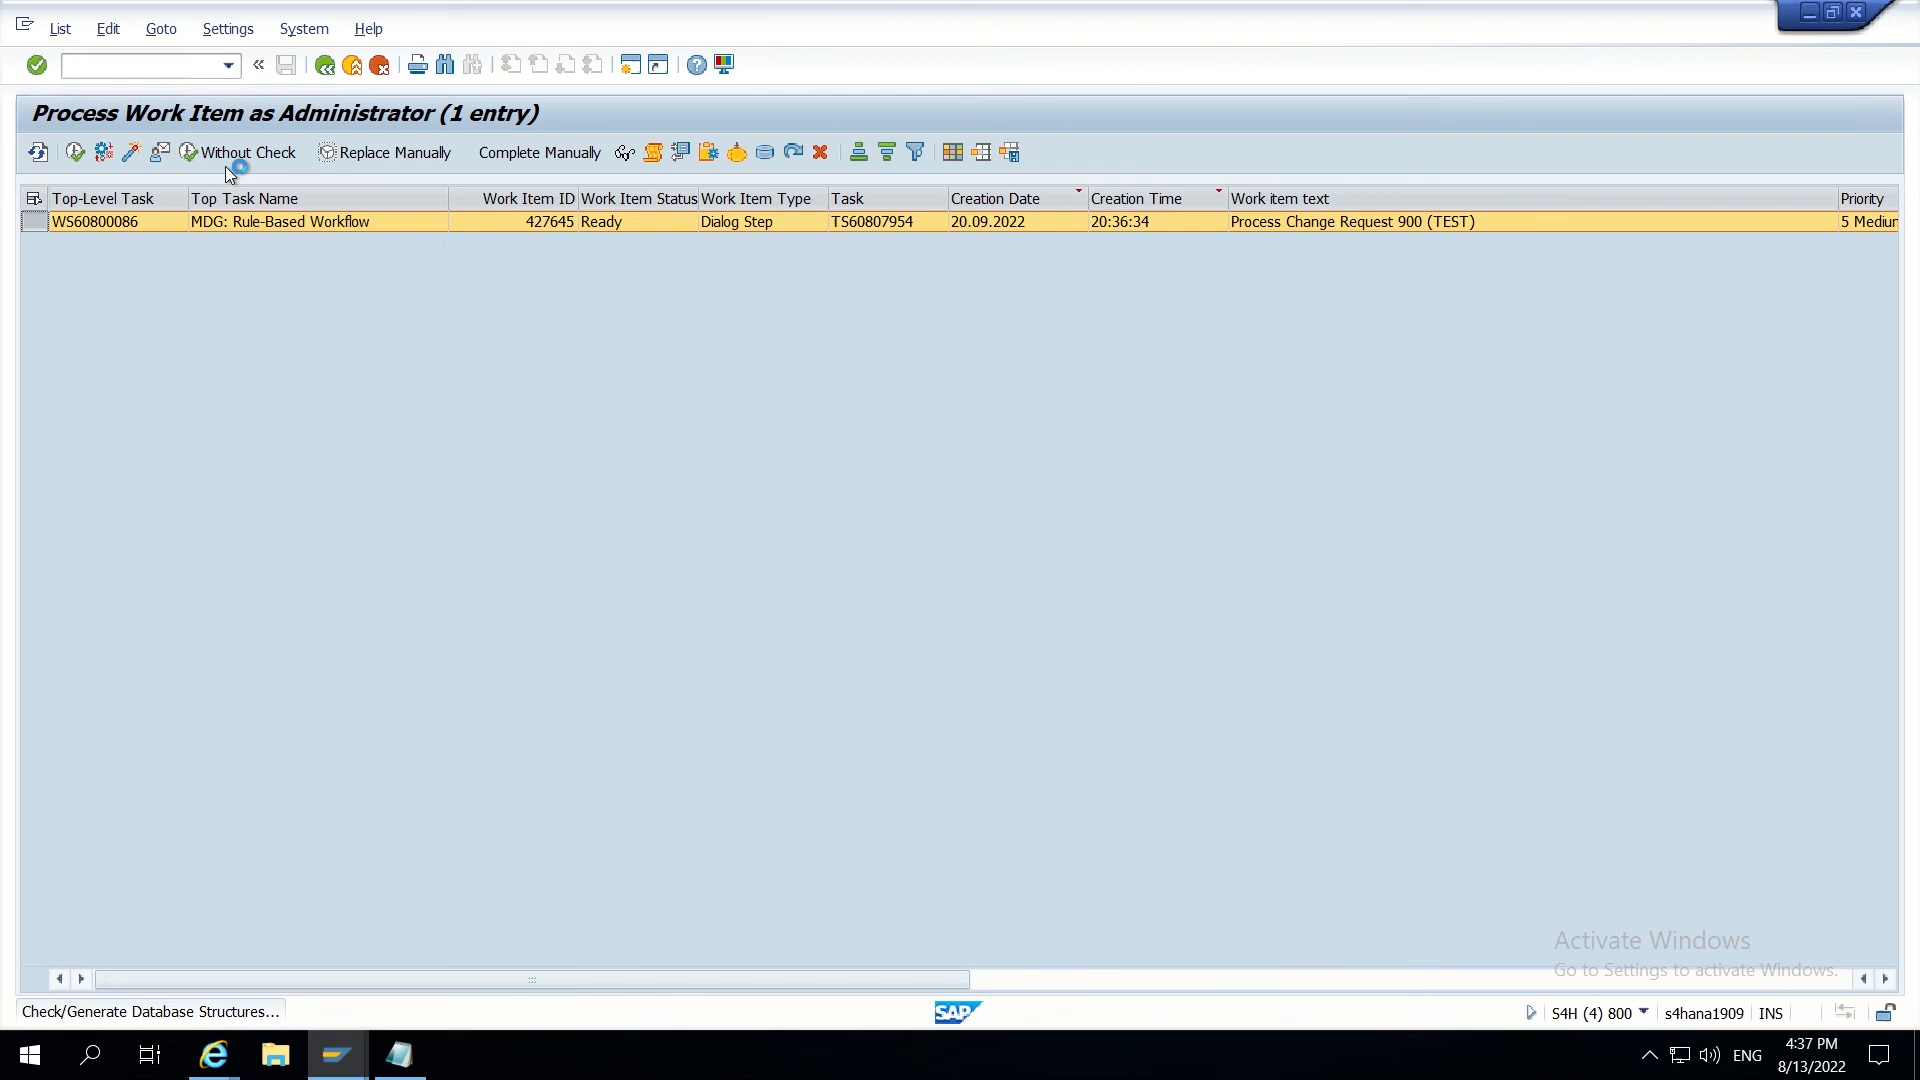 List Edit Goto Settings System Help
Process Work Item as Administrator (1 entry)
Without Check Replace Manually Complete Manually
Top-Level Task Top Task Name Work Item ID Work Item Status Work Item Type Task Creation Date Creation Time Work item text Priority
WS60800086 MDG: Rule-Based Workflow 427645 Ready Dialog Step TS60807954 20.09.2022 20:36:34 Process Change Request 900 (TEST) 5 Mediur
Activate Windows
Go to Settings to activate Windows.
Check/Generate Database Structures... SAP S4H (4) 800 s4hana1909 INS
ENG 4:37 PM
8/13/2022